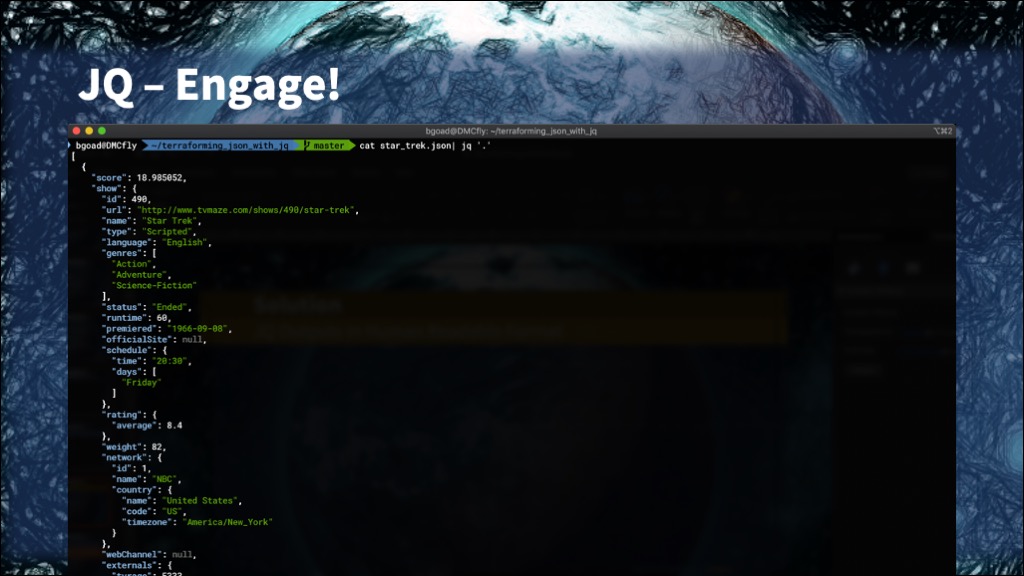 JQ – Engage!
bgoad@DMCfly: ~/terraforming_json_with_jq
⌥⌘2
bgoad@DMCfly ~/terraforming_json_with_jq master cat star_trek.json| jq '.'
[
{
"score": 18.985052,
"show": {
"id": 490,
"url": "http://www.tvmaze.com/shows/490/star-trek",
"name": "Star Trek",
"type": "Scripted",
"language": "English",
"genres": [
"Action",
"Adventure",
"Science-Fiction"
],
"status": "Ended",
"runtime": 60,
"premiered": "1966-09-08",
"officialSite": null,
"schedule": {
"time": "20:30",
"days": [
"Friday"
]
},
"rating": {
"average": 8.4
},
"weight": 82,
"network": {
"id": 1,
"name": "NBC",
"country": {
"name": "United States",
"code": "US",
"timezone": "America/New_York"
}
},
"webChannel": null,
"externals": {